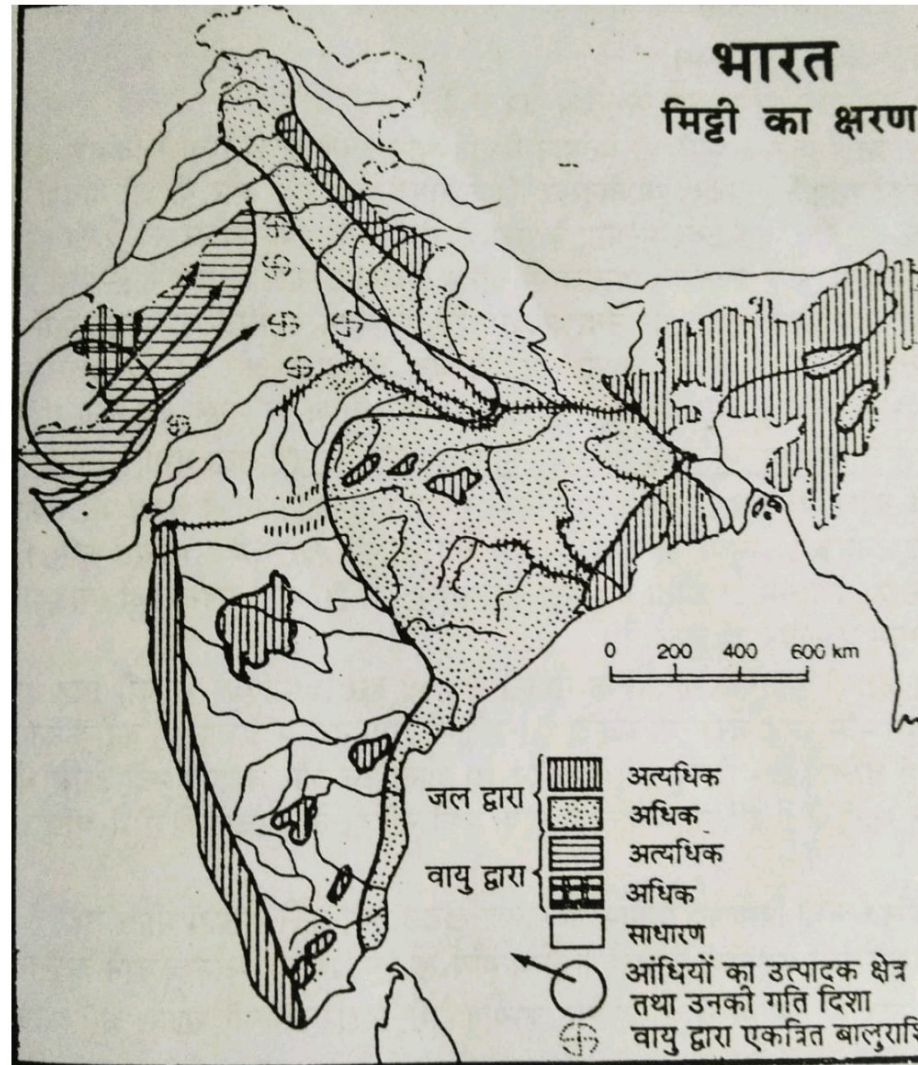 भारत
मिट्टी का क्षरण
0 200 400 600 km
जल द्वारा
अत्यधिक
अधिक
वायु द्वारा
अत्यधिक
अधिक
साधारण
आंधियों का उत्पादक क्षेत्र
तथा उनकी गति दिशा
वायु द्वारा एकत्रित बालुराशि